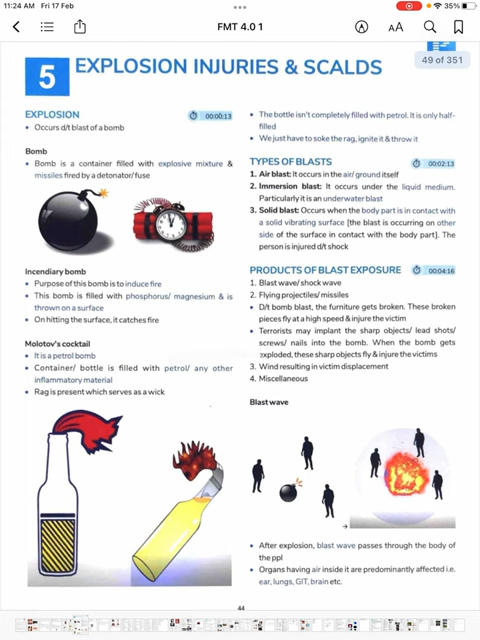 11:24 AM Fri 17 Feb
35%
FMT 4.0 1
AA
49 of 351
5 EXPLOSION INJURIES & SCALDS
EXPLOSION
00:00:13
• Occurs d/t blast of a bomb
Bomb
• Bomb is a container filled with explosive mixture &
missiles fired by a detonator/ fuse
Incendiary bomb
• Purpose of this bomb is to induce fire
• This bomb is filled with phosphorus/ magnesium & is
thrown on a surface
• On hitting the surface, it catches fire
Molotov's cocktail
• It is a petrol bomb
• Container/ bottle is filled with petrol/ any other
inflammatory material
• Rag is present which serves as a wick
• The bottle isn't completely filled with petrol. It is only half-
filled
• We just have to soke the rag, ignite it & throw it
TYPES OF BLASTS
00:02:13
1. Air blast: It occurs in the air/ ground itself
2. Immersion blast: It occurs under the liquid medium.
Particularly it is an underwater blast
3. Solid blast: Occurs when the body part is in contact with
a solid vibrating surface [the blast is occurring on other
side of the surface in contact with the body part]. The
person is injured d/t shock
PRODUCTS OF BLAST EXPOSURE
00:04:16
1. Blast wave/ shock wave
2. Flying projectiles/ missiles
• D/t bomb blast, the furniture gets broken. These broken
pieces fly at a high speed & injure the victim
• Terrorists may implant the sharp objects/ lead shots/
screws/ nails into the bomb. When the bomb gets
exploded, these sharp objects fly & injure the victims
3. Wind resulting in victim displacement
4. Miscellaneous
Blast wave
• After explosion, blast wave passes through the body of
the ppl
• Organs having air inside it are predominantly affected i.e.
ear, lungs, GIT, brain etc.
44